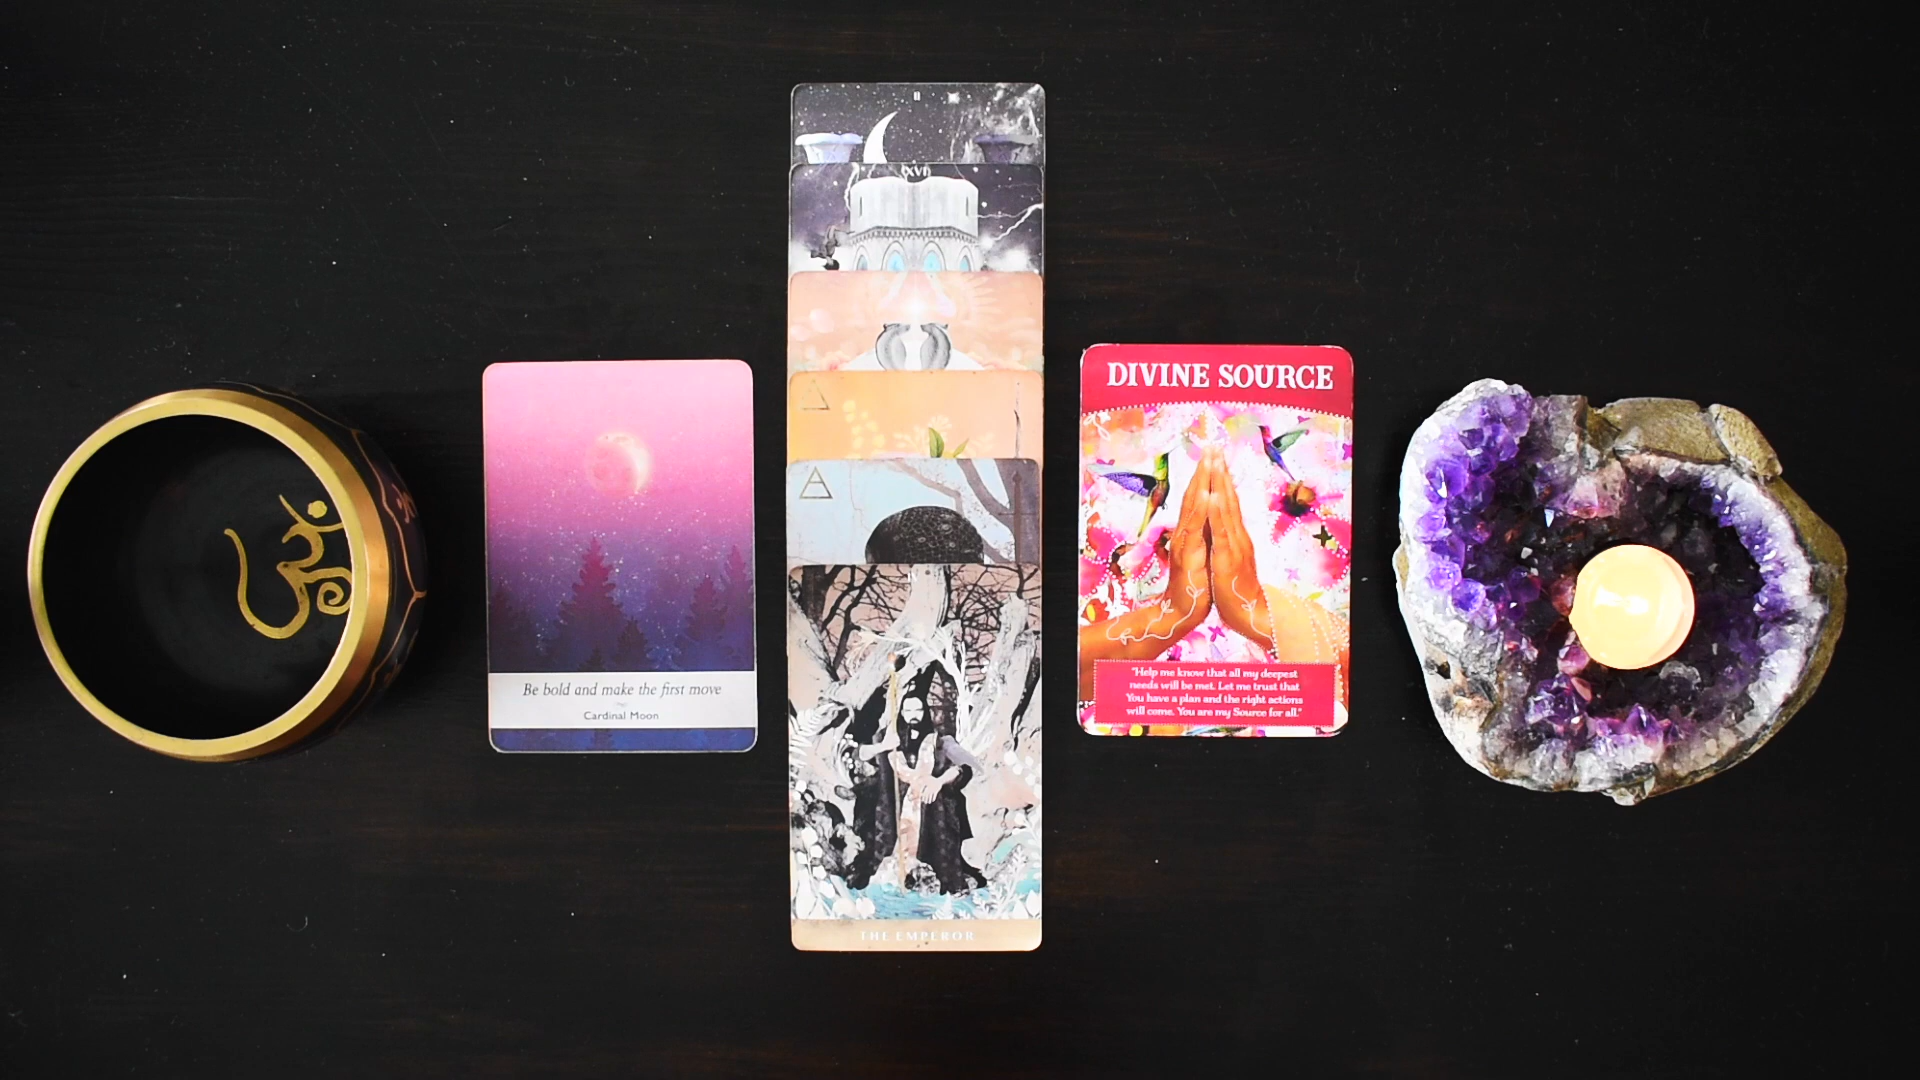 ॐ
Be bold and make the first move
Cardinal Moon
II
XVI
THE EMPEROR
DIVINE SOURCE
"Help me know that all my deepest
needs will be met. Let me trust that
You have a plan and the right actions
will come. You are my Source for all."